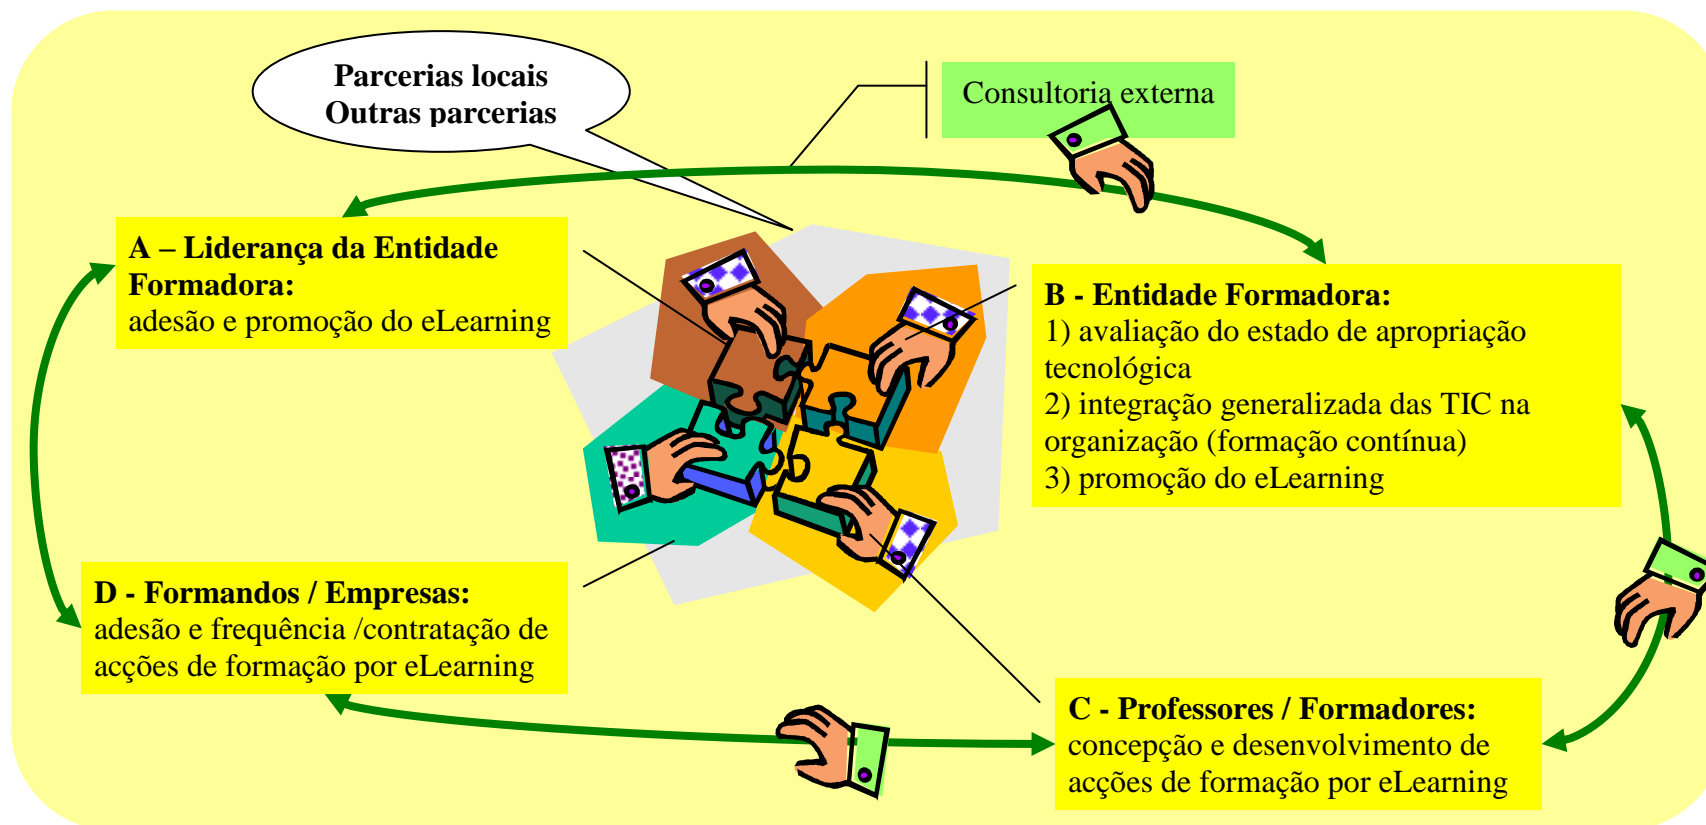 Parcerias locais
Outras parcerias
Consultoria externa
A – Liderança da Entidade
Formadora:
adesão e promoção do eLearning
B - Entidade Formadora:
1) avaliação do estado de apropriação
tecnológica
2) integração generalizada das TIC na
organização (formação contínua)
3) promoção do eLearning
D - Formandos / Empresas:
adesão e frequência /contratação de
acções de formação por eLearning
C - Professores / Formadores:
concepção e desenvolvimento de
acções de formação por eLearning